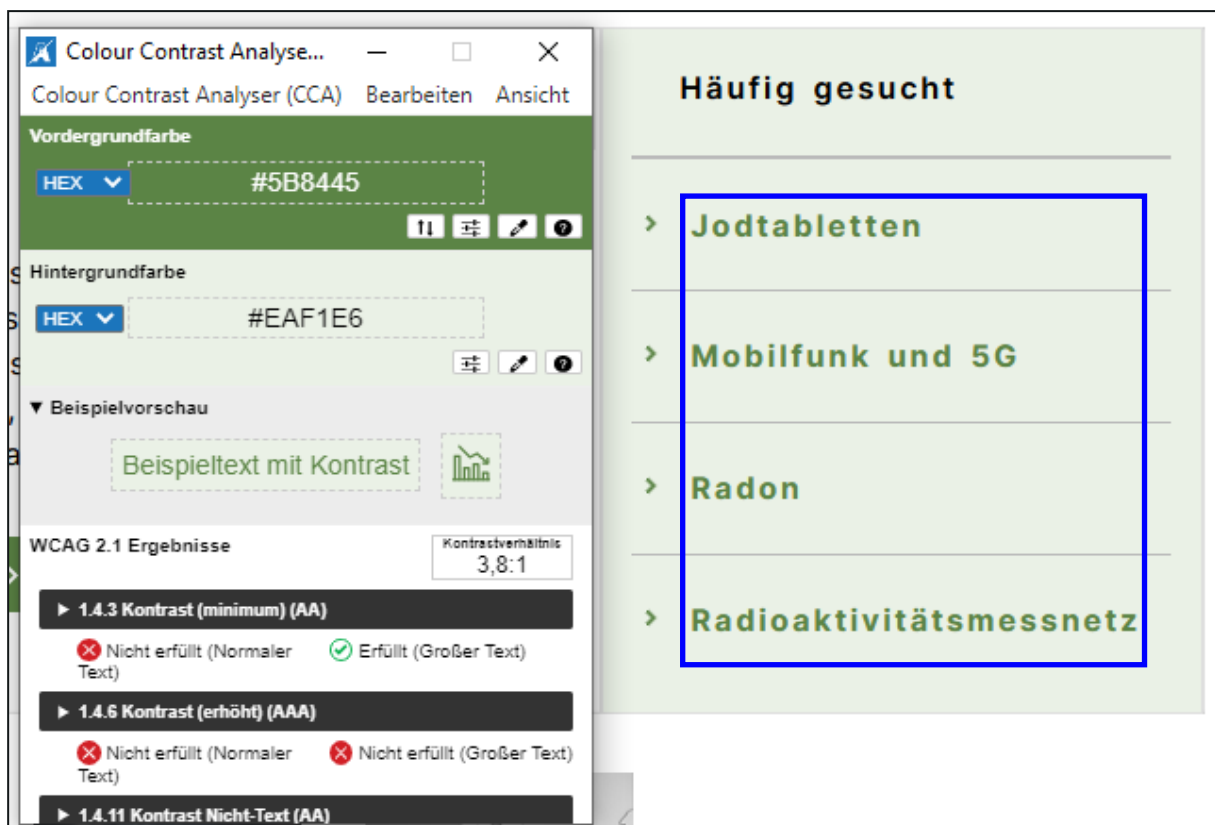 Colour Contrast Analyse...
Colour Contrast Analyser (CCA) Bearbeiten Ansicht
Vordergrundfarbe
HEX #5B8445
Hintergrundfarbe
HEX #EAF1E6
▼ Beispielvorschau
Beispieltext mit Kontrast
WCAG 2.1 Ergebnisse
Kontrastverhältnis
3,8:1
▶ 1.4.3 Kontrast (minimum) (AA)
Nicht erfüllt (Normaler Text)
Erfüllt (Großer Text)
▶ 1.4.6 Kontrast (erhöht) (AAA)
Nicht erfüllt (Normaler Text)
Nicht erfüllt (Großer Text)
▶ 1.4.11 Kontrast Nicht-Text (AA)
Häufig gesucht
Jodtabletten
Mobilfunk und 5G
Radon
Radioaktivitätsmessnetz